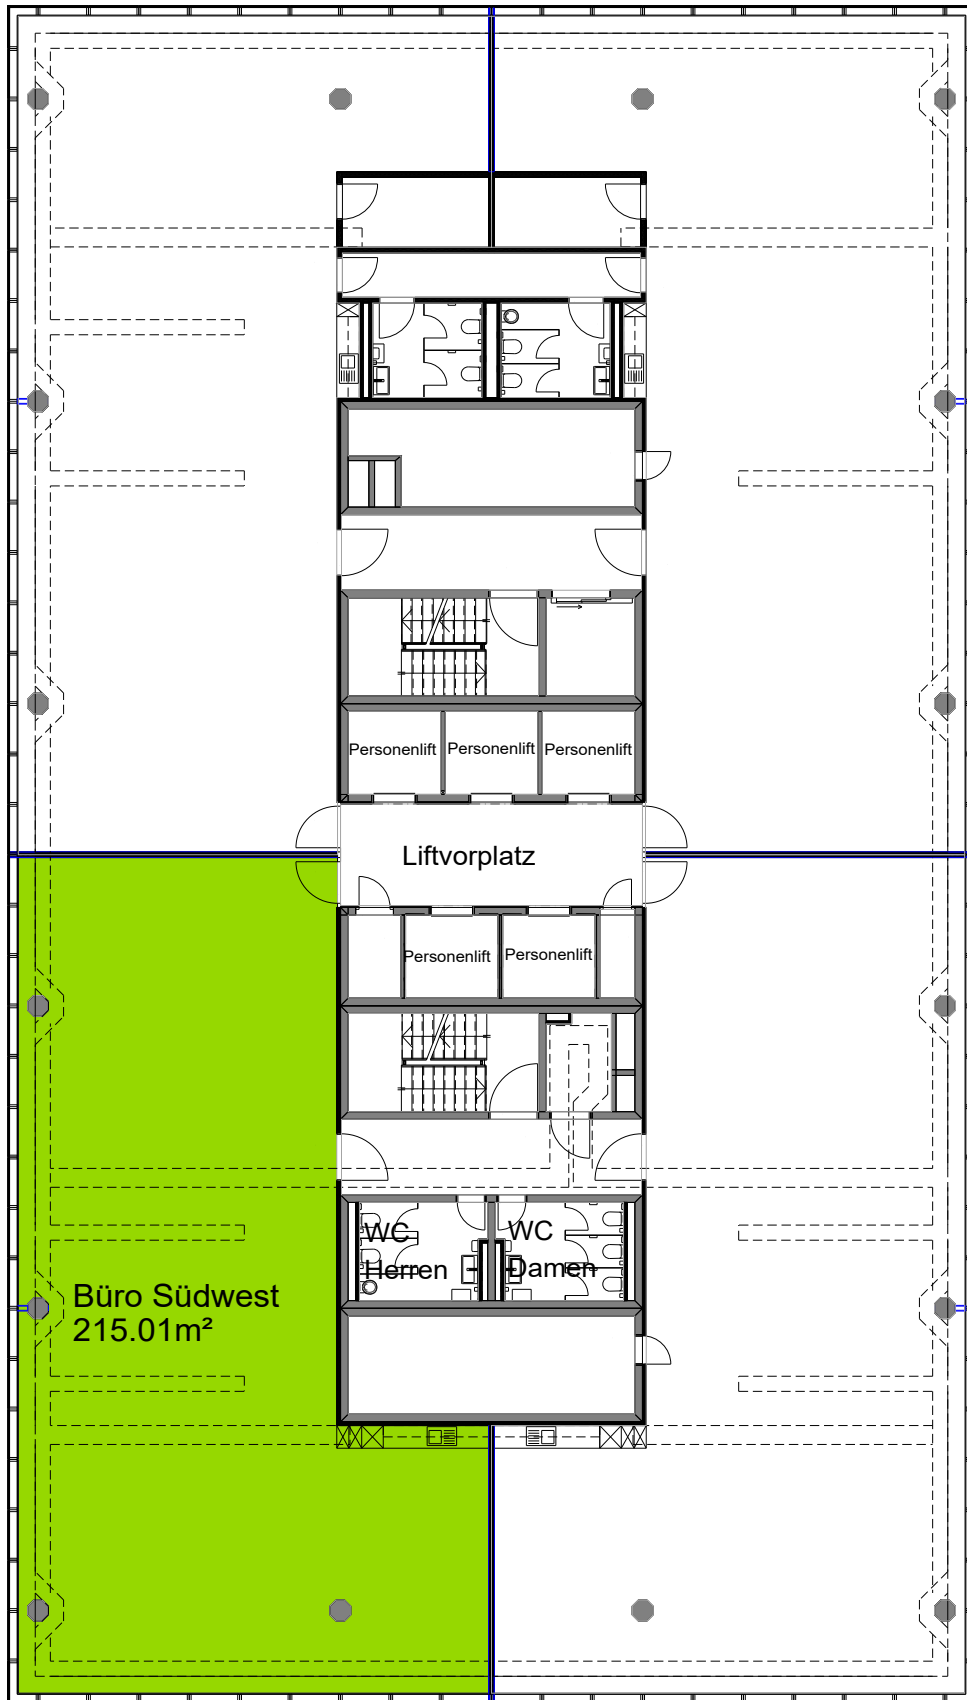 Personenlift Personenlift Personenlift
Liftvorplatz
Personenlift Personenlift
WC
Herren
WC
Damen
Büro Südwest
215.01m²